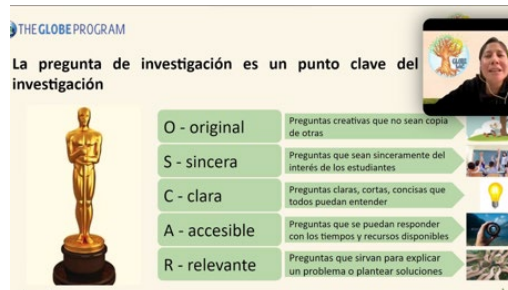 THE GLOBE PROGRAM
La pregunta de investigación es un punto clave del
investigación
O - original
Preguntas creativas que no sean copia
de otras
S - sincera
Preguntas que sean sinceramente del
interés de los estudiantes
C - clara
Preguntas claras, cortas, concisas que
todos puedan entender
A - accesible
Preguntas que se puedan responder
con los tiempos y recursos disponibles
R - relevante
Preguntas que sirvan para explicar
un problema o plantear soluciones